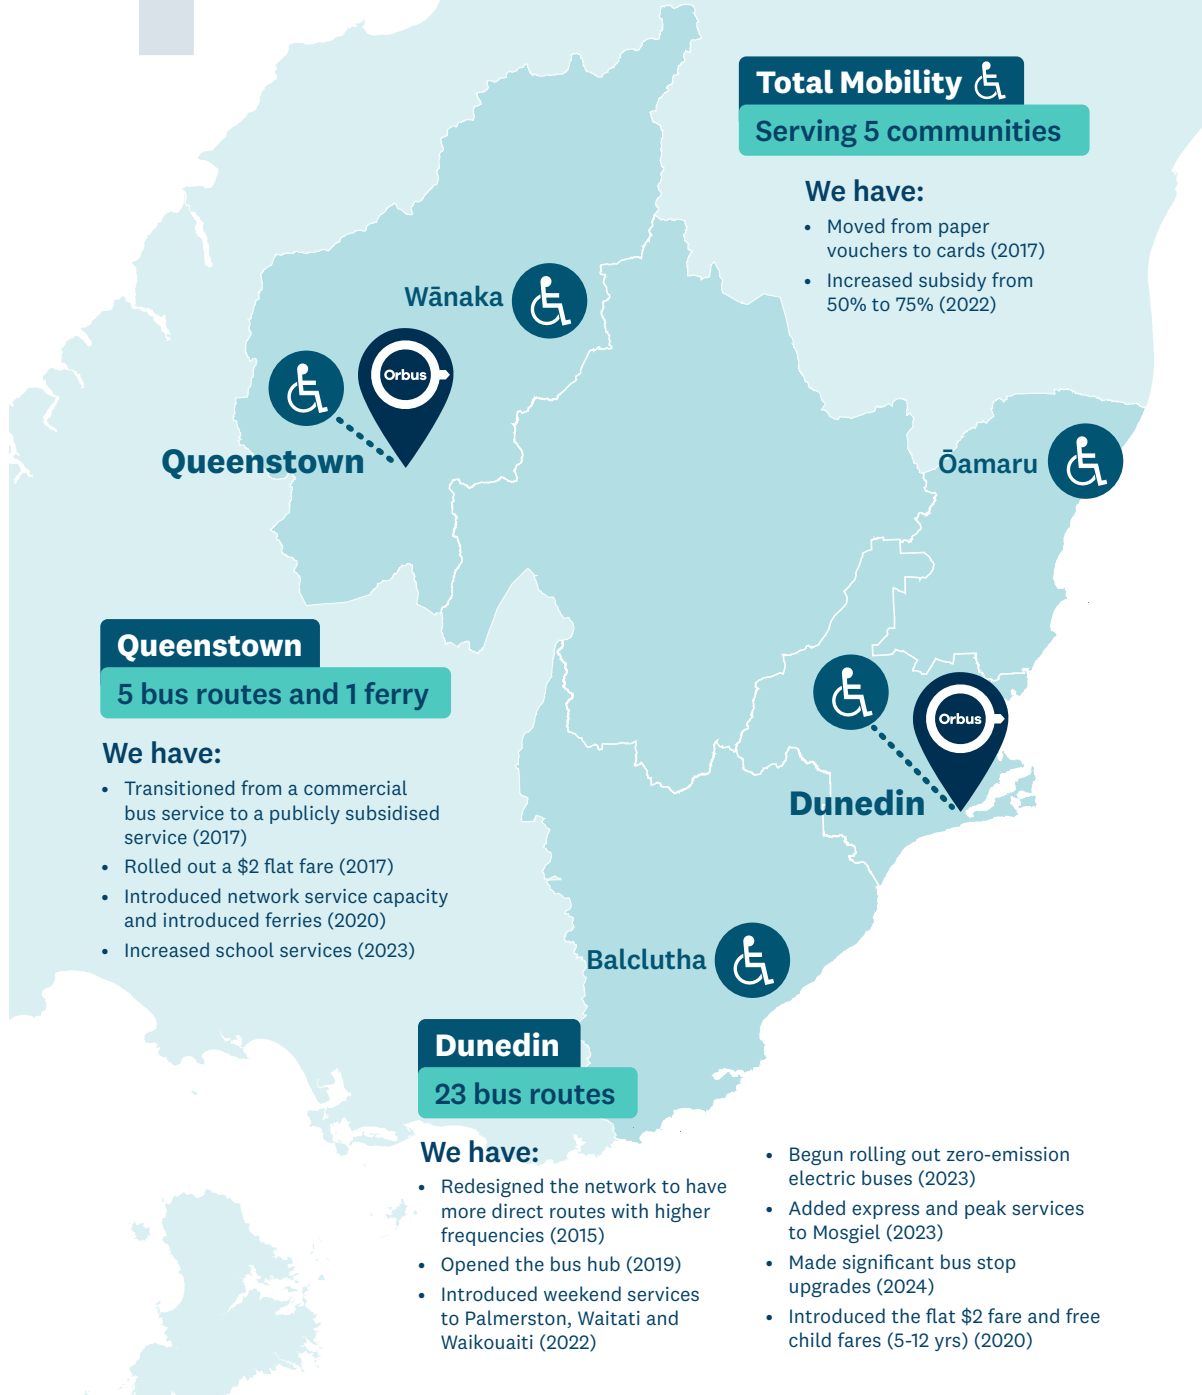 Total Mobility
Serving 5 communities
We have:
• Moved from paper
vouchers to cards (2017)
• Increased subsidy from
50% to 75% (2022)
Wānaka
Orbus
Queenstown
Ōamaru
Queenstown
5 bus routes and 1 ferry
We have:
• Transitioned from a commercial
bus service to a publicly subsidised
service (2017)
• Rolled out a $2 flat fare (2017)
• Introduced network service capacity
and introduced ferries (2020)
• Increased school services (2023)
Orbus
Dunedin
Balclutha
Dunedin
23 bus routes
We have:
• Redesigned the network to have
more direct routes with higher
frequencies (2015)
• Opened the bus hub (2019)
• Introduced weekend services
to Palmerston, Waitati and
Waikouaiti (2022)
• Begun rolling out zero-emission
electric buses (2023)
• Added express and peak services
to Mosgiel (2023)
• Made significant bus stop
upgrades (2024)
• Introduced the flat $2 fare and free
child fares (5-12 yrs) (2020)